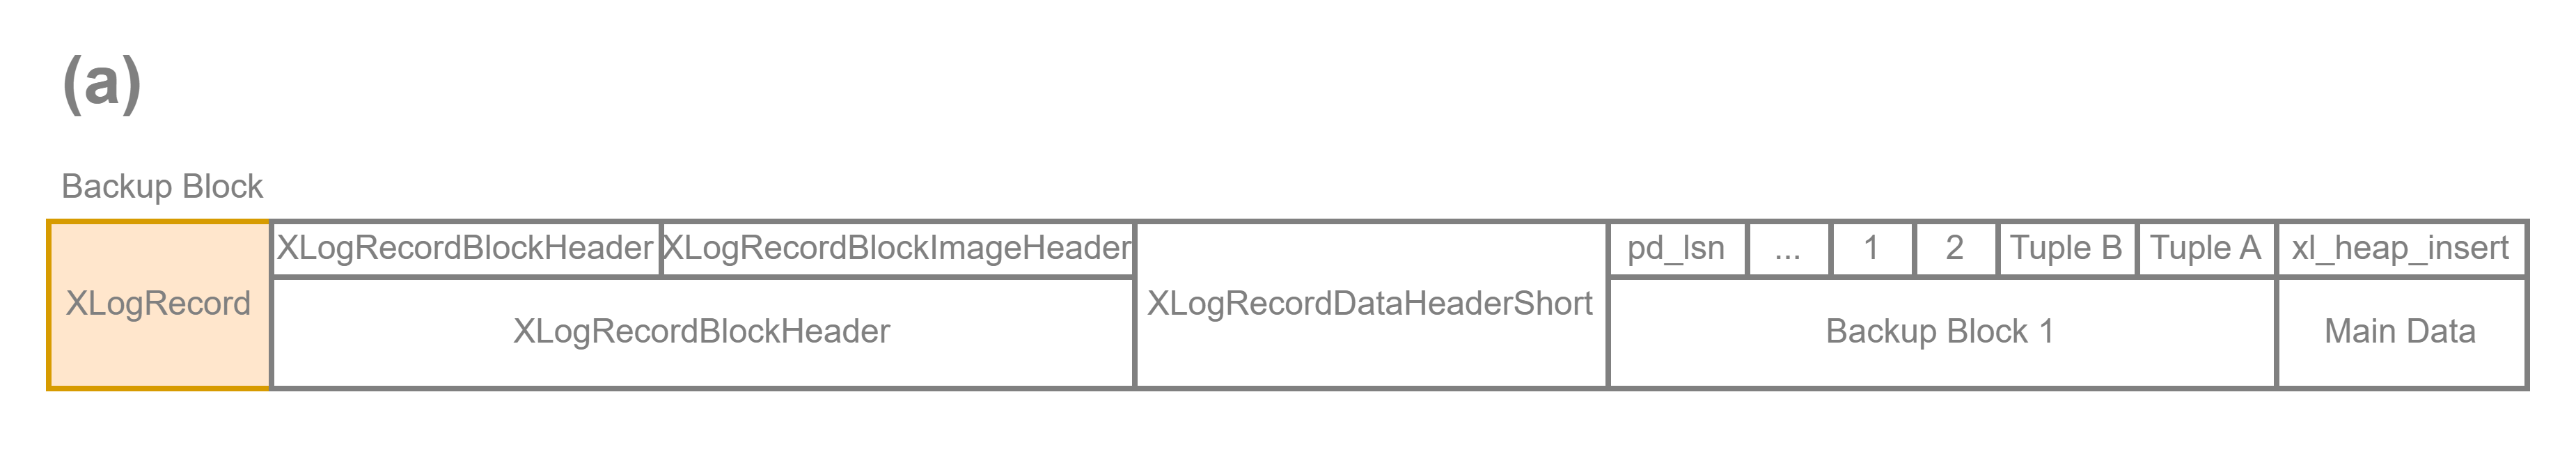 (a)
Backup Block
XLogRecord
XLogRecordBlockHeader
XLogRecordBlockImageHeader
XLogRecordBlockHeader
XLogRecordDataHeaderShort
pd_lsn
...
1
2
Tuple B
Tuple A
Backup Block 1
xl_heap_insert
Main Data